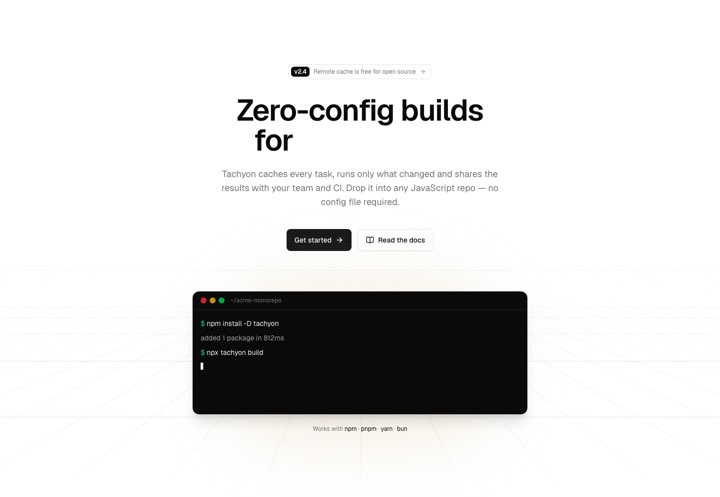 v2.4 Remote cache is free for open source →
Zero-config builds
for
Tachyon caches every task, runs only what changed and shares the
results with your team and CI. Drop it into any JavaScript repo — no
config file required.
Get started →
Read the docs
~/acme-monorepo
$ npm install -D tachyon
added 1 package in 812ms
$ npx tachyon build
Works with npm · pnpm · yarn · bun